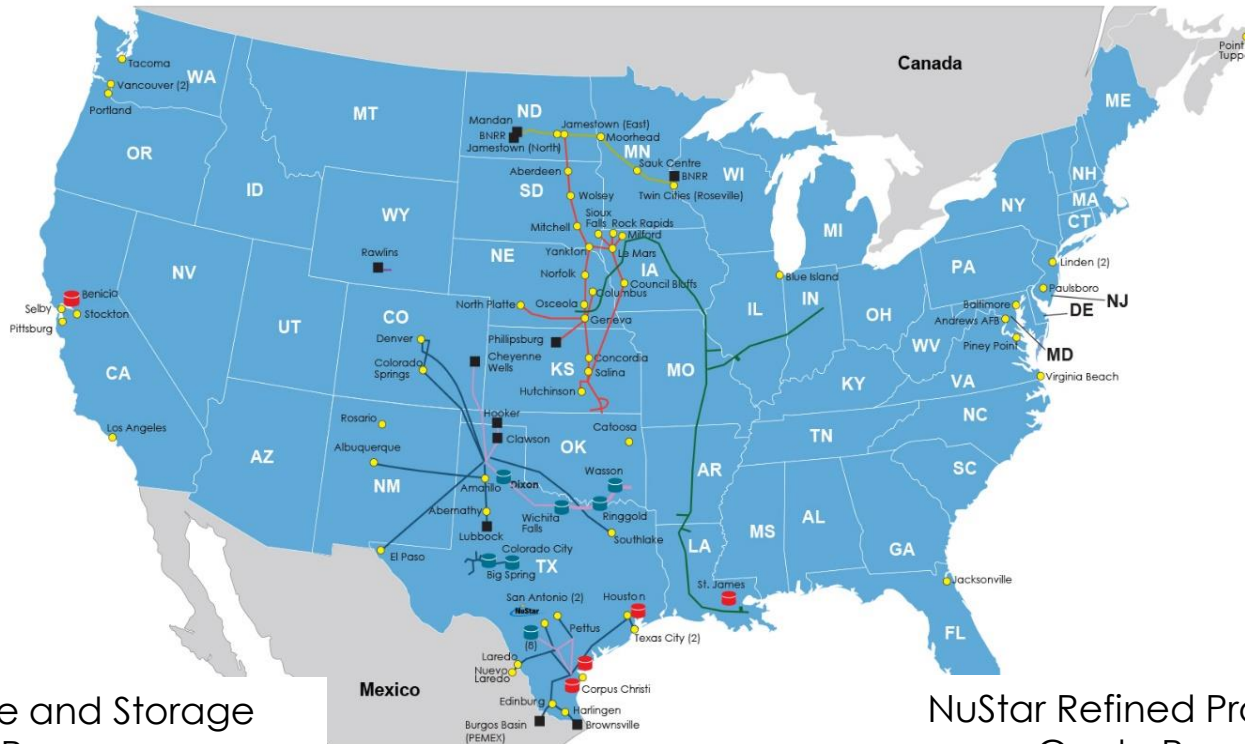 Canada
Point
Tupp
Tacoma
WA
Vancouver (2)
Portland
MT
ND
Mandan
BNRR
Jamestown (North)
Jamestown (East)
Moorhead
MN
Sauk Centre
BNRR
Twin Cities (Roseville)
WI
ME
NH
MA
CT
NY
MI
OR
ID
SD
Aberdeen
Wolsey
Sioux
Falls
Rock Rapids
Milford
Mitchell
Yankton
Le Mars
WY
Rawlins
NE
IA
Norfolk
Council Bluffs
Columbus
North Platte
Osceola
Geneva
Blue Island
IL
IN
OH
PA
Linden (2)
Paulsboro
NJ
DE
Baltimore
Andrews AFB
MD
Piney Point
WV
VA
Virginia Beach
NV
Benicia
Selby
Stockton
Pittsburg
UT
CO
Denver
Colorado
Springs
Phillipsburg
Cheyenne
Wells
KS
Concordia
Salina
Hutchinson
MO
KY
CA
Los Angeles
AZ
Rosario
Albuquerque
NM
Hooker
Clawson
OK
Catoosa
TN
NC
SC
AR
Amarillo
Dixon
Wasson
Abernathy
Wichita
Falls
Ringgold
Lubbock
Southlake
El Paso
Colorado City
Big Spring
TX
LA
MS
AL
GA
Jacksonville
FL
St. James
San Antonio (2)
Houston
NuStar
Pettus
Texas City (2)
(8)
Laredo
Nuevo
Laredo
Corpus Christi
Mexico
Edinburg
Harlingen
Burgos Basin
(PEMEX)
Brownsville
e and Storage
NuStar Refined Pro